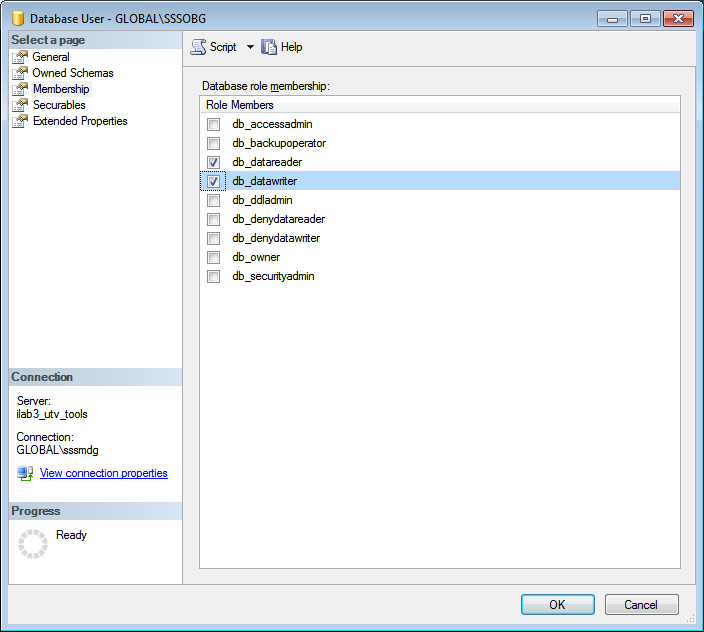 Database User - GLOBAL\SSSOBG
Select a page
General
Owned Schemas
Membership
Securables
Extended Properties
Script
Help
Database role membership:
Role Members
db_accessadmin
db_backupoperator
db_datareader
db_datawriter
db_ddladmin
db_denydatareader
db_denydatawriter
db_owner
db_securityadmin
Connection
Server:
ilab3_utv_tools
Connection:
GLOBAL\sssmdg
View connection properties
Progress
Ready
OK
Cancel